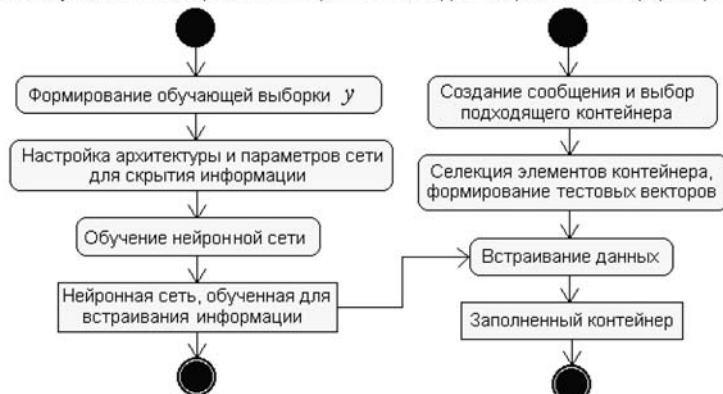 Формирование обучающей выборки y
Настройка архитектуры и параметров сети
для скрытия информации
Обучение нейронной сети
Нейронная сеть, обученная для
встраивания информации
Создание сообщения и выбор
подходящего контейнера
Селекция элементов контейнера,
формирование тестовых векторов
Встраивание данных
Заполненный контейнер